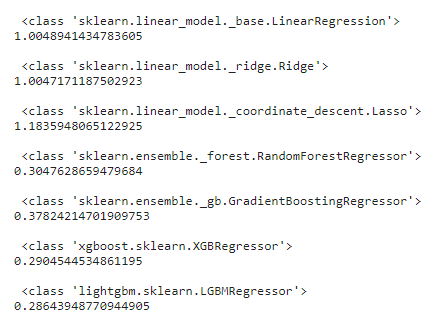 <class 'sklearn.linear_model._base.LinearRegression'>
1.0048941434783605
<class 'sklearn.linear_model._ridge.Ridge'>
1.0047171187502923
<class 'sklearn.linear_model._coordinate_descent.Lasso'>
1.1835948065122925
<class 'sklearn.ensemble._forest.RandomForestRegressor'>
0.3047628659479684
<class 'sklearn.ensemble._gb.GradientBoostingRegressor'>
0.37824214701909753
<class 'xgboost.sklearn.XGBRegressor'>
0.2904544534861195
<class 'lightgbm.sklearn.LGBMRegressor'>
0.28643948770944905